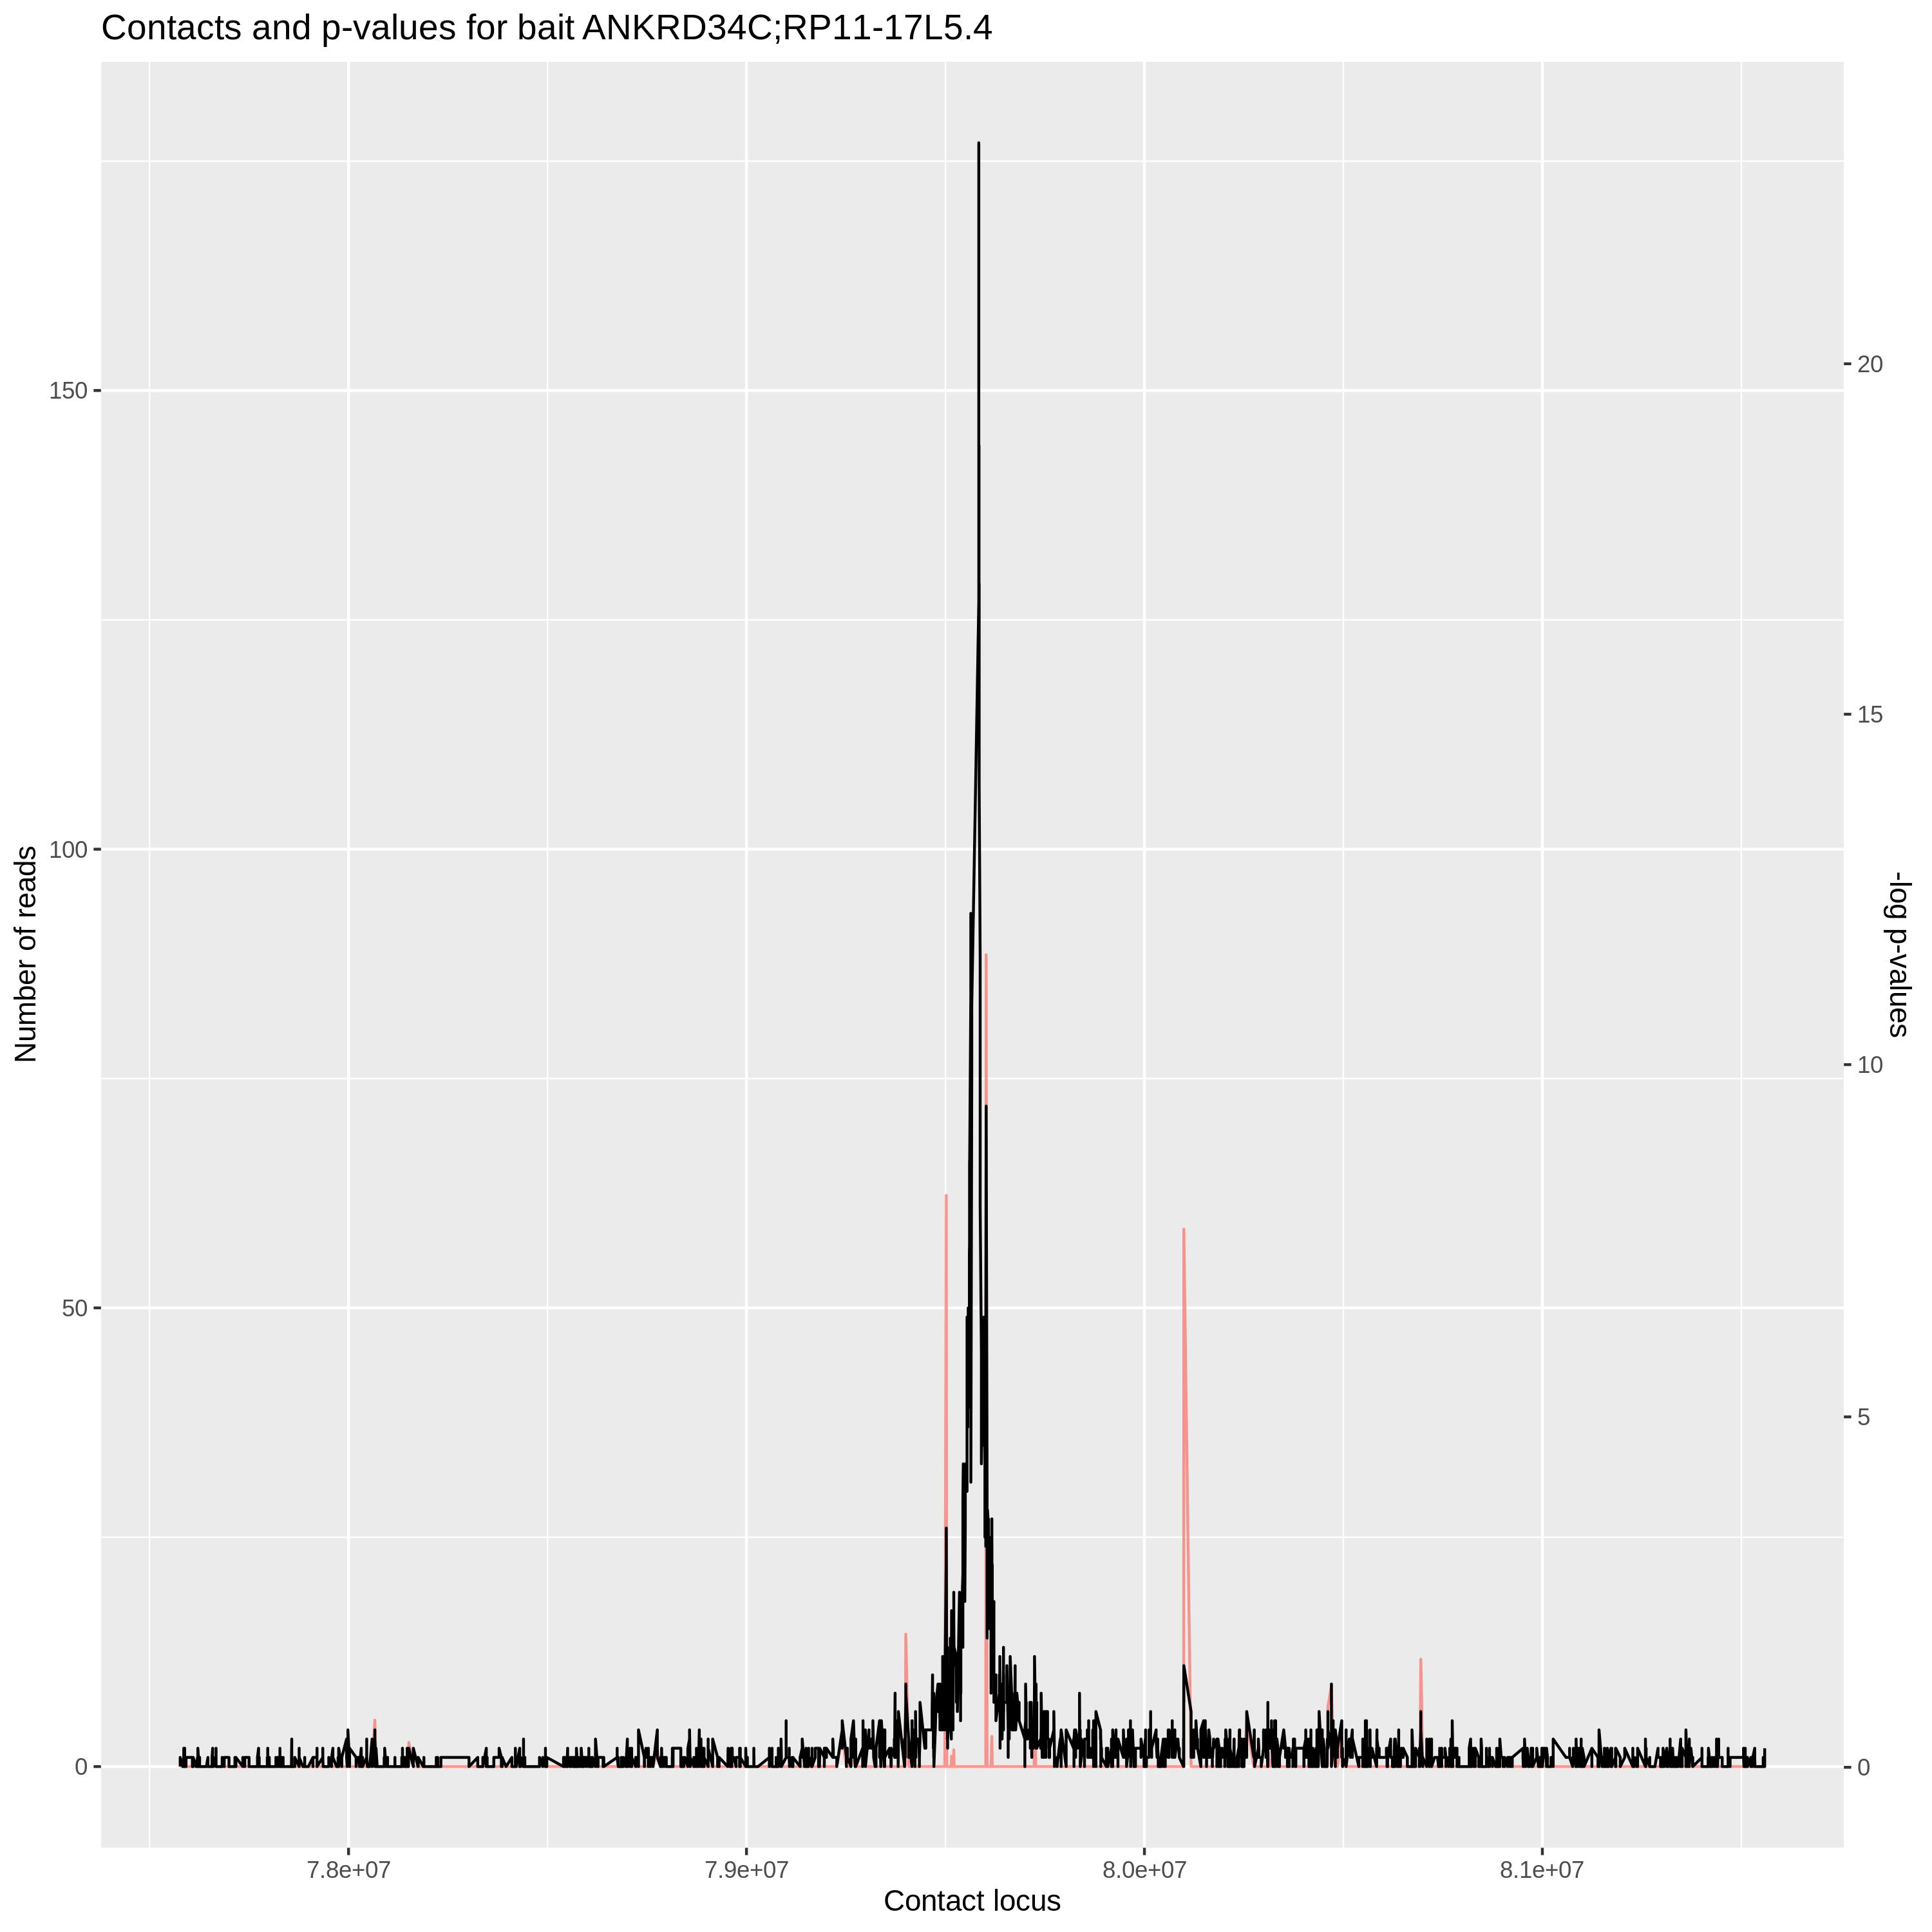 Contacts and p-values for bait ANKRD34C;RP11-17L5.4
Number of reads
150
100
50
0
20
15
10
5
0
-log p-values
7.8e+07 7.9e+07 8.0e+07 8.1e+07
Contact locus